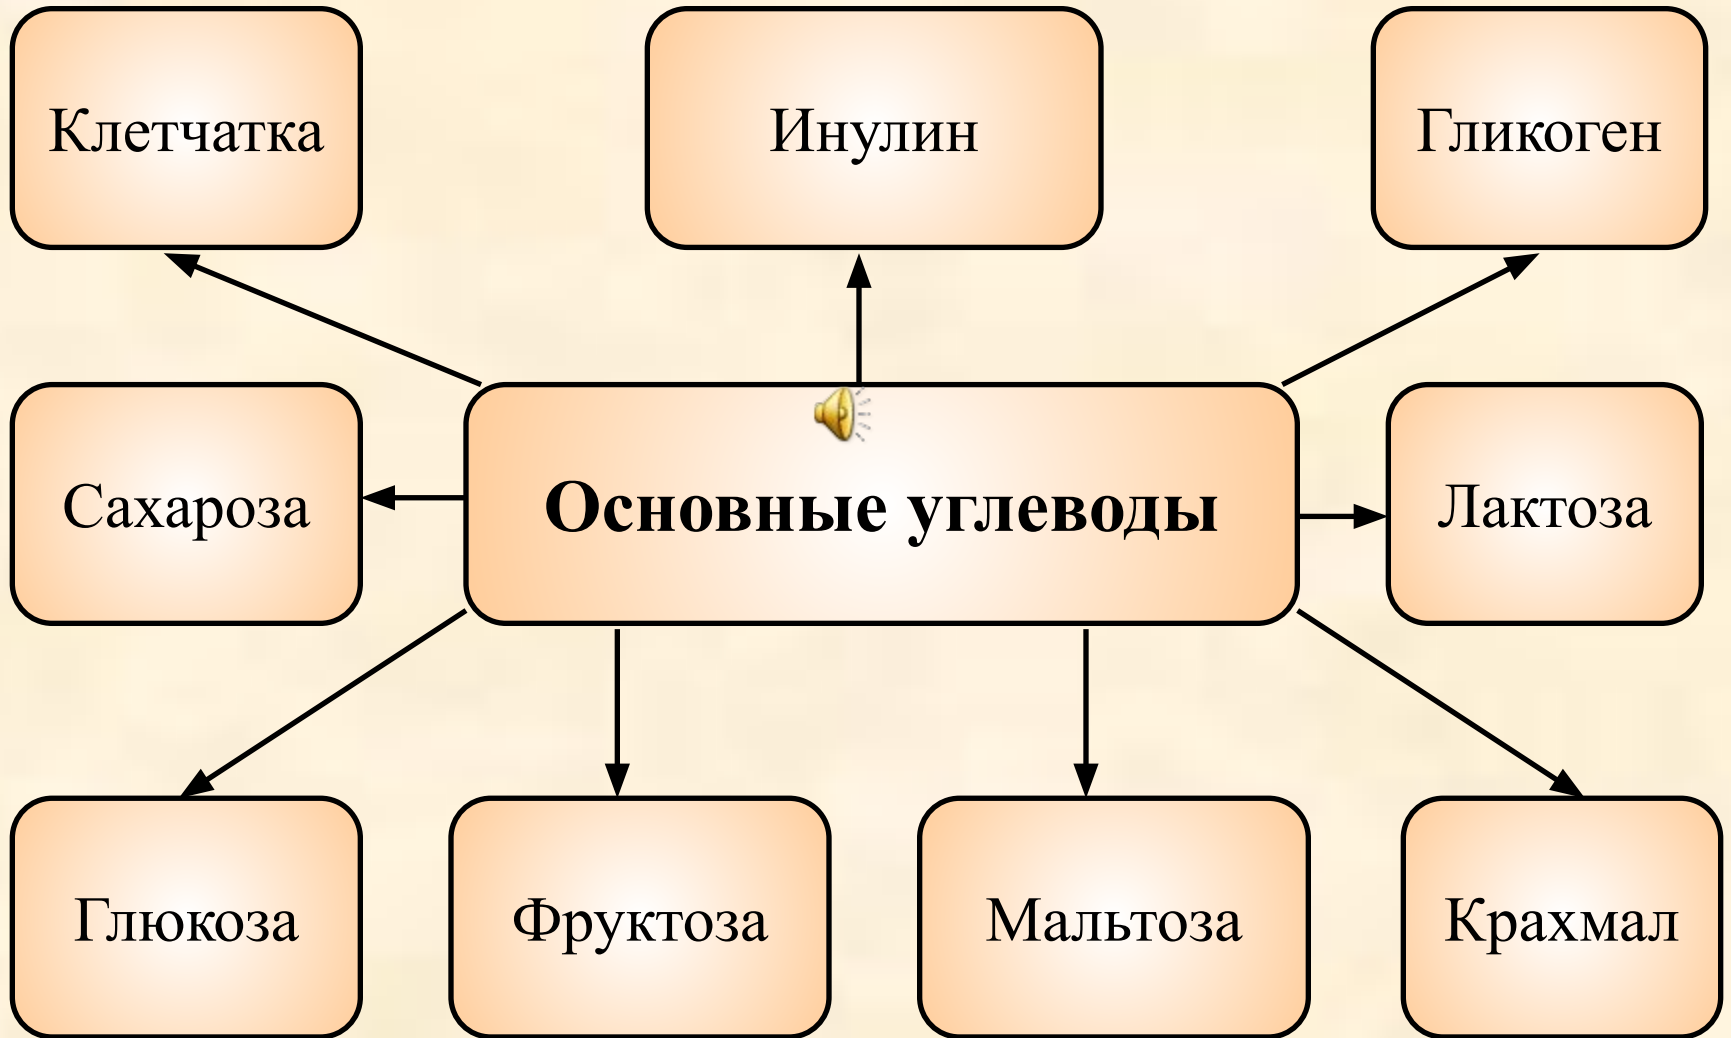 Клетчатка
Инулин
Гликоген
Сахароза
Основные углеводы
Лактоза
Глюкоза
Фруктоза
Мальтоза
Крахмал